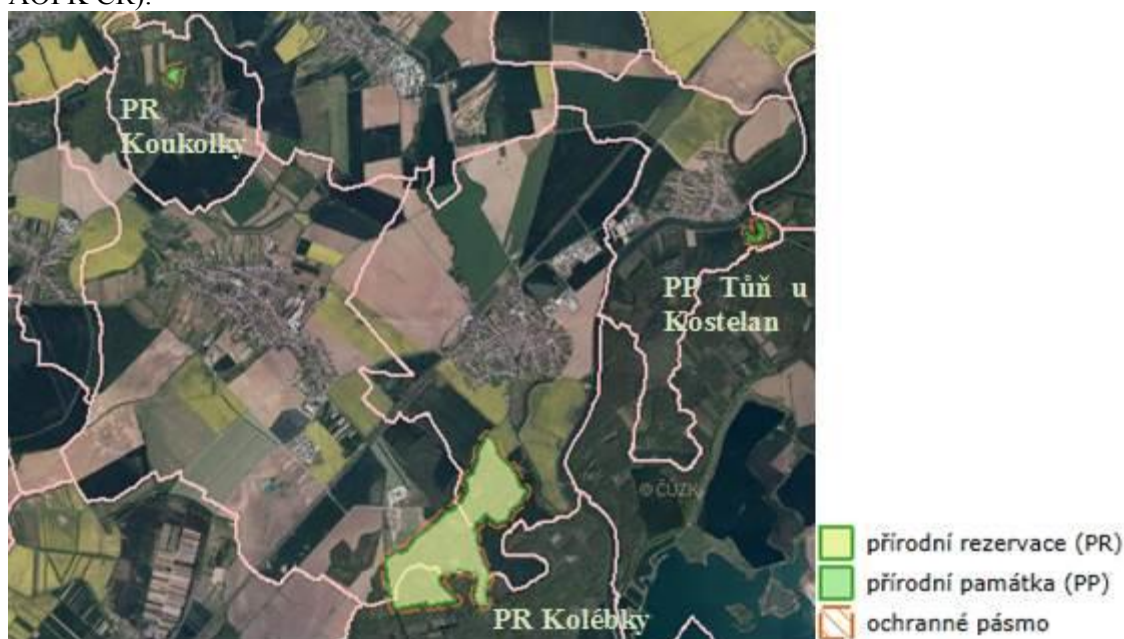 AOPK ČR).
PR
Koukolky
PP Tůň u
Kostelan
©ČÚZK
PR Kolébky
přírodní rezervace (PR)
přírodní památka (PP)
ochranné pásmo